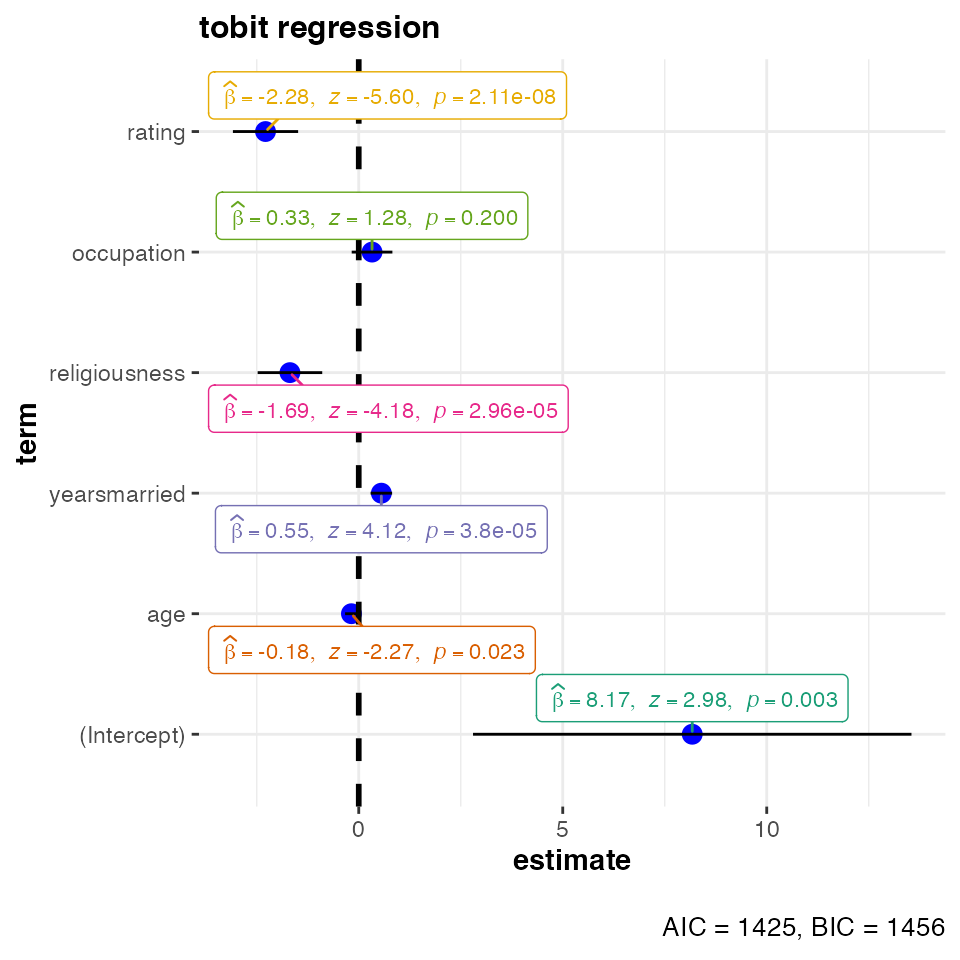 tobit regression
β̂ = -2.28, z = -5.60, p = 2.11e-08
rating
β̂ = 0.33, z = 1.28, p = 0.200
occupation
religiousness
β̂ = -1.69, z = -4.18, p = 2.96e-05
term
yearsmarried
β̂ = 0.55, z = 4.12, p = 3.8e-05
age
β̂ = -0.18, z = -2.27, p = 0.023
β̂ = 8.17, z = 2.98, p = 0.003
(Intercept)
0 5 10
estimate
AIC = 1425, BIC = 1456